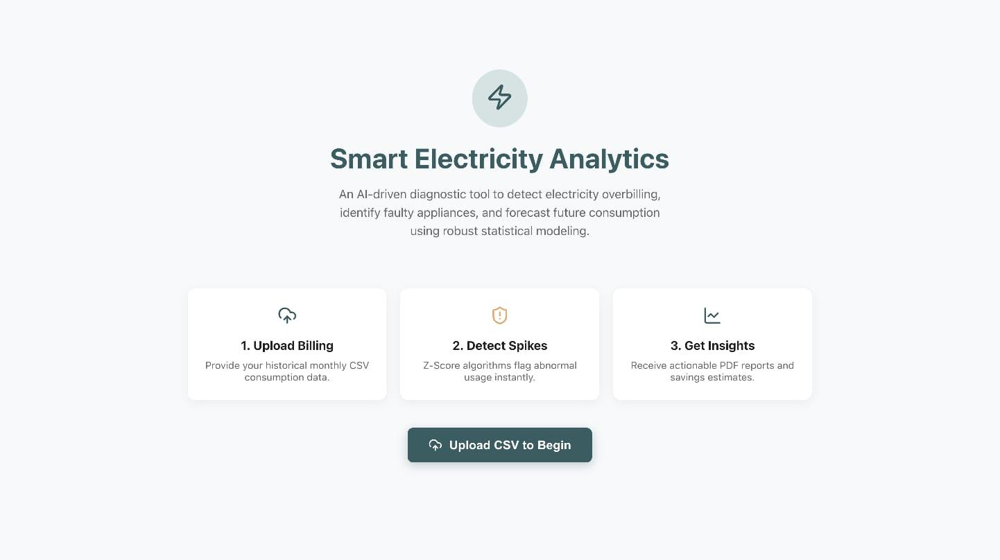 Smart Electricity Analytics
An AI-driven diagnostic tool to detect electricity overbilling,
identify faulty appliances, and forecast future consumption
using robust statistical modeling.
1. Upload Billing
Provide your historical monthly CSV
consumption data.
2. Detect Spikes
Z-Score algorithms flag abnormal
usage instantly.
3. Get Insights
Receive actionable PDF reports and
savings estimates.
Upload CSV to Begin